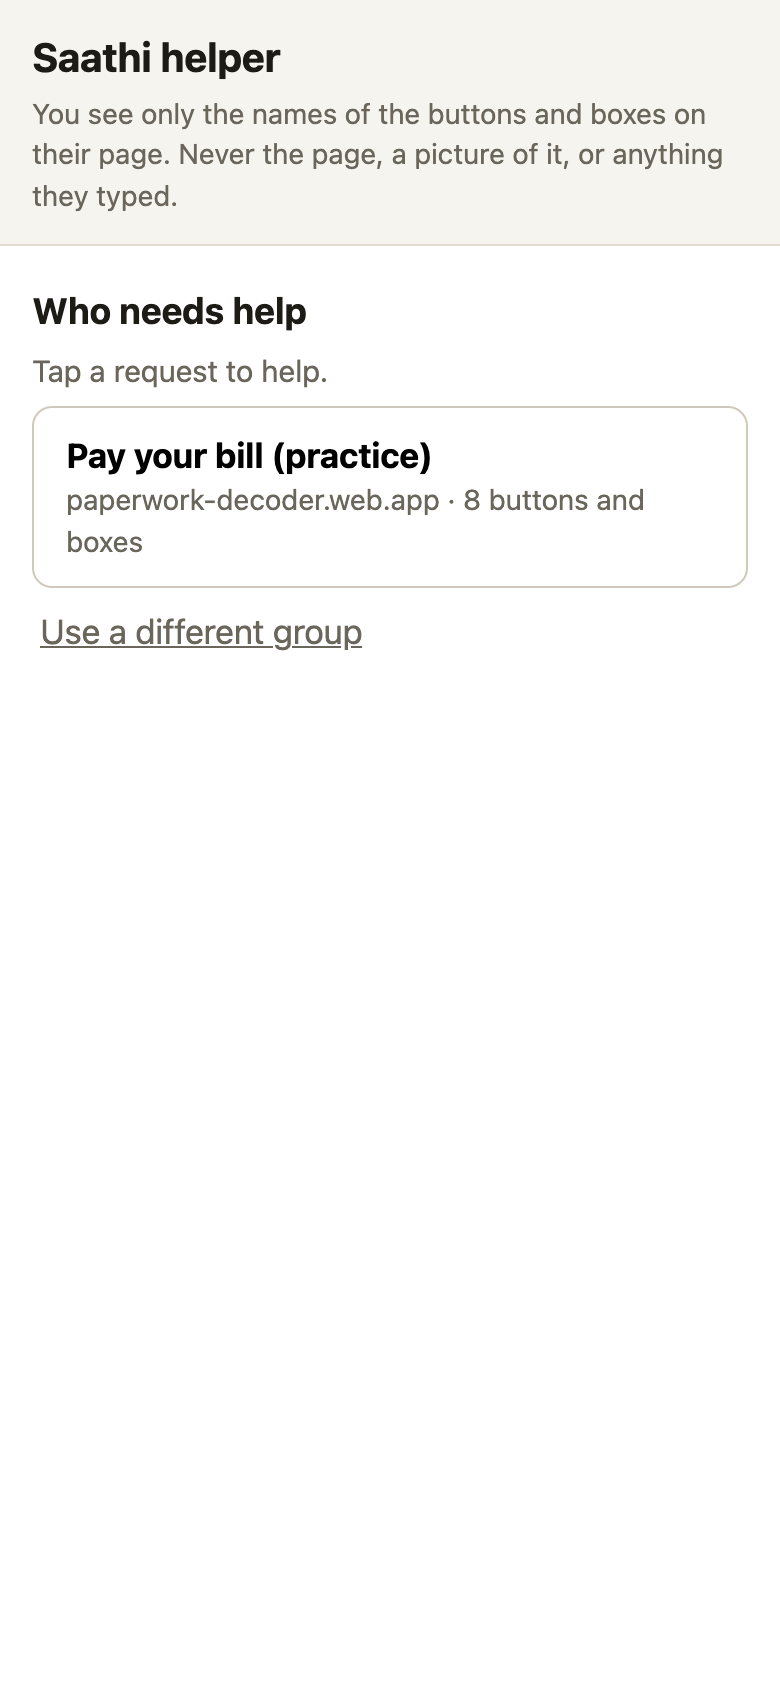 Saathi helper
You see only the names of the buttons and boxes on
their page. Never the page, a picture of it, or anything
they typed.
Who needs help
Tap a request to help.
Pay your bill (practice)
paperwork-decoder.web.app · 8 buttons and
boxes
Use a different group